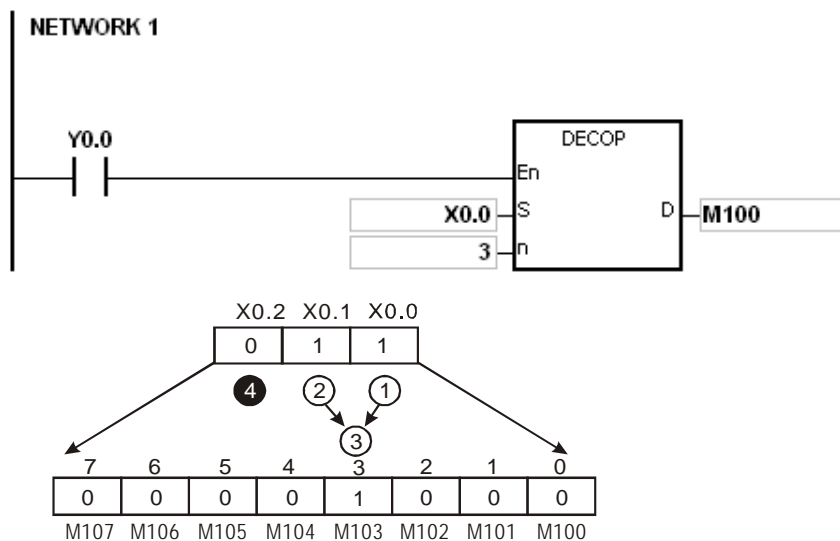 NETWORK 1
Y0.0
DECOP
En
X0.0 S D M100
3 n
X0.2 X0.1 X0.0
0 1 1
4 2 1
3
7 6 5 4 3 2 1 0
0 0 0 0 1 0 0 0
M107 M106 M105 M104 M103 M102 M101 M100